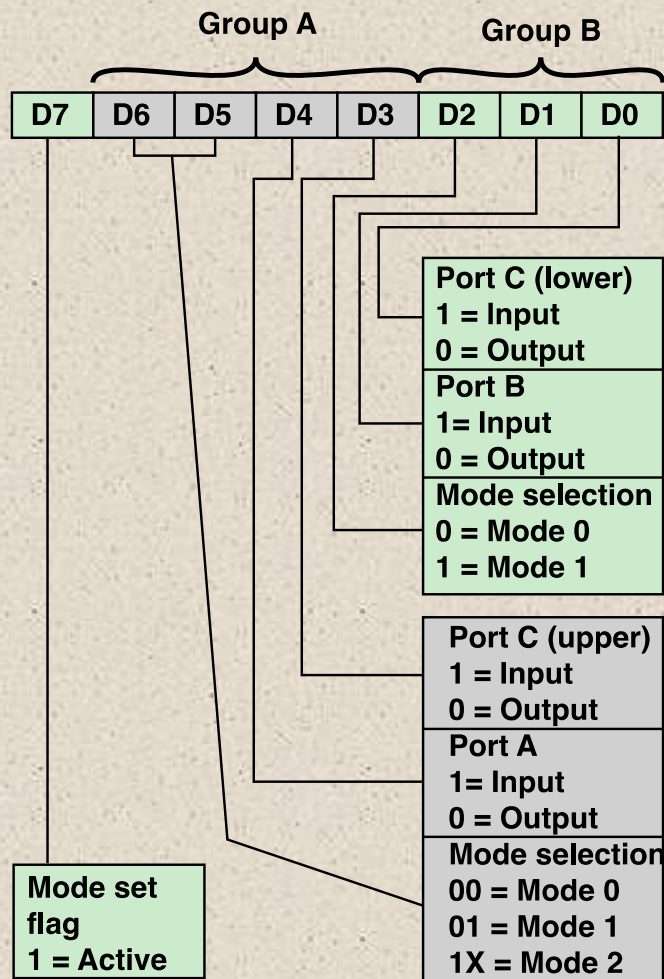 Group A
Group B
D7 D6 D5 D4 D3 D2 D1 D0
Port C (lower)
1 = Input
0 = Output
Port B
1= Input
0 = Output
Mode selection
0 = Mode 0
1 = Mode 1
Port C (upper)
1 = Input
0 = Output
Port A
1= Input
0 = Output
Mode selection
00 = Mode 0
01 = Mode 1
1X = Mode 2
Mode set
flag
1 = Active